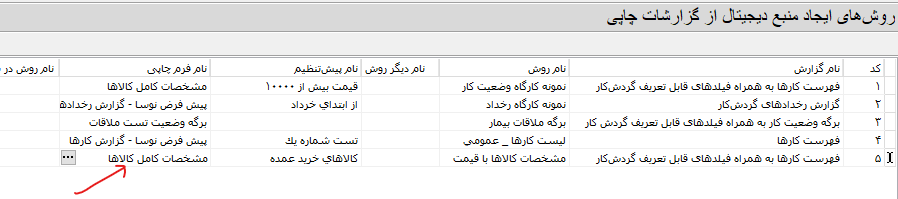 روش‌های ایجاد منبع دیجیتال از گزارشات چاپی
کد نام گزارش نام روش نام دیگر روش نام پیش‌تنظیم نام فرم چاپی نام روش در
۱ فهرست کارها به همراه فیلدهای قابل تعریف گردش‌کار نمونه کارگاه وضعیت کار قیمت بیش از ۱۰۰۰۰ مشخصات کامل کالاها
۲ گزارش رخدادهای گردش‌کار نمونه کارگاه رخداد از ابتداي خرداد پیش فرض نوسا - گزارش رخدادها
۳ برگه وضعیت کار به همراه فیلدهای قابل تعریف گردش کار برگه ملاقات بیمار برگه وضعیت تست ملاقات
۴ فهرست کارها لیست کارها _ عمومي تست شماره يك پیش فرض نوسا - گزارش کارها
۵ فهرست کارها به همراه فیلدهای قابل تعریف گردش‌کار مشخصات کالاها با قیمت کالاهاي خرید عمده مشخصات کامل کالاها ...